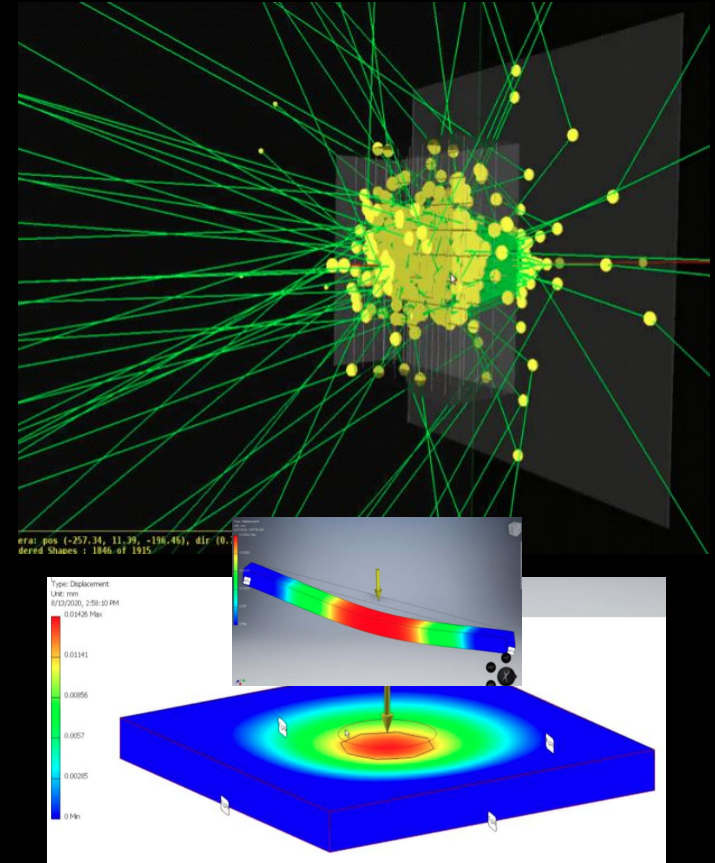 era: pos (-257.34, 11.39, -196.46), dir (0.
dered Shapes : 1846 of 1915
Type: Displacement
Unit: mm
8/13/2020, 2:58:10 PM
0.01426 Max
0.01141
0.00856
0.0057
0.00285
0 Min